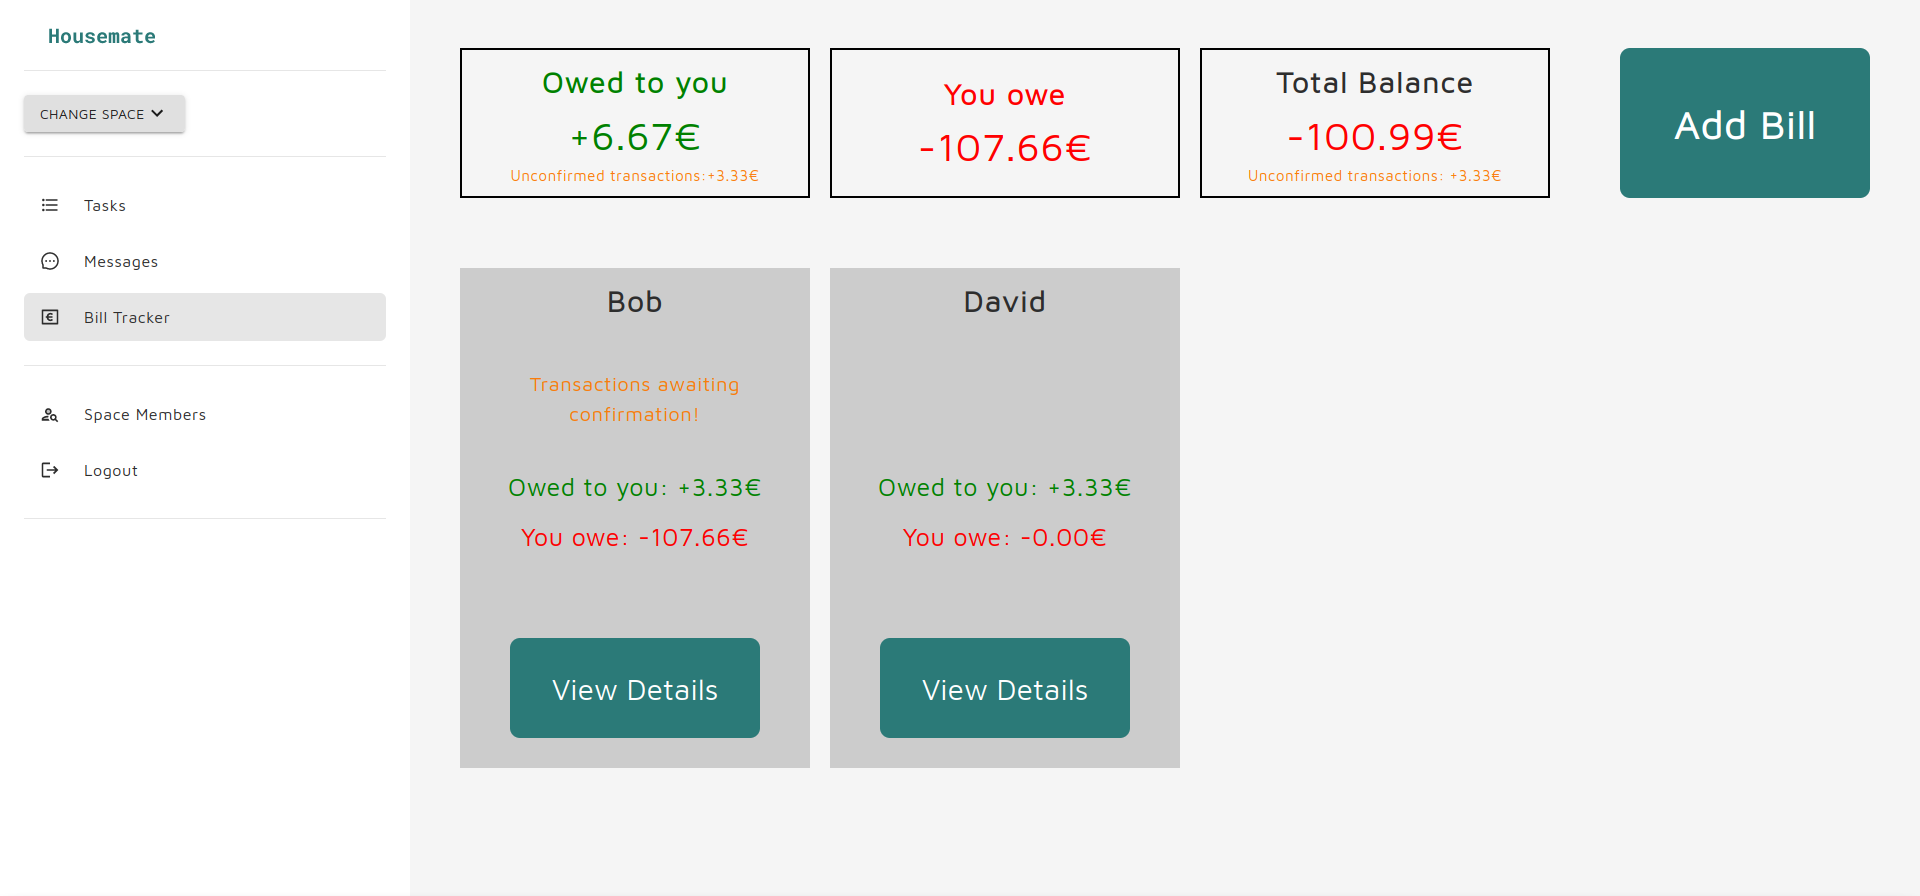 Housemate
CHANGE SPACE
Tasks
Messages
Bill Tracker
Space Members
Logout
Owed to you
+6.67€
Unconfirmed transactions:+3.33€
You owe
-107.66€
Total Balance
-100.99€
Unconfirmed transactions: +3.33€
Add Bill
Bob
Transactions awaiting
confirmation!
Owed to you: +3.33€
You owe: -107.66€
View Details
David
Owed to you: +3.33€
You owe: -0.00€
View Details